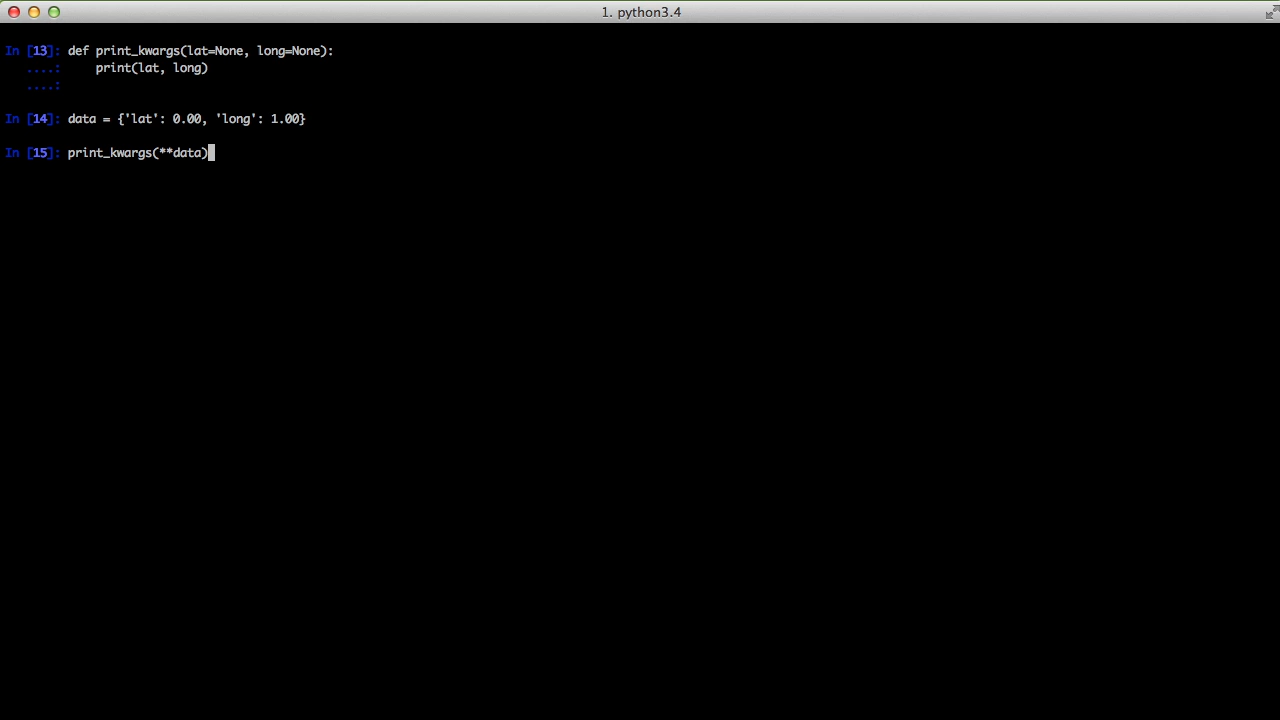 1. python3.4
In [13]: def print_kwargs(lat=None, long=None):
   ....:     print(lat, long)
   ....:
In [14]: data = {'lat': 0.00, 'long': 1.00}
In [15]: print_kwargs(**data)